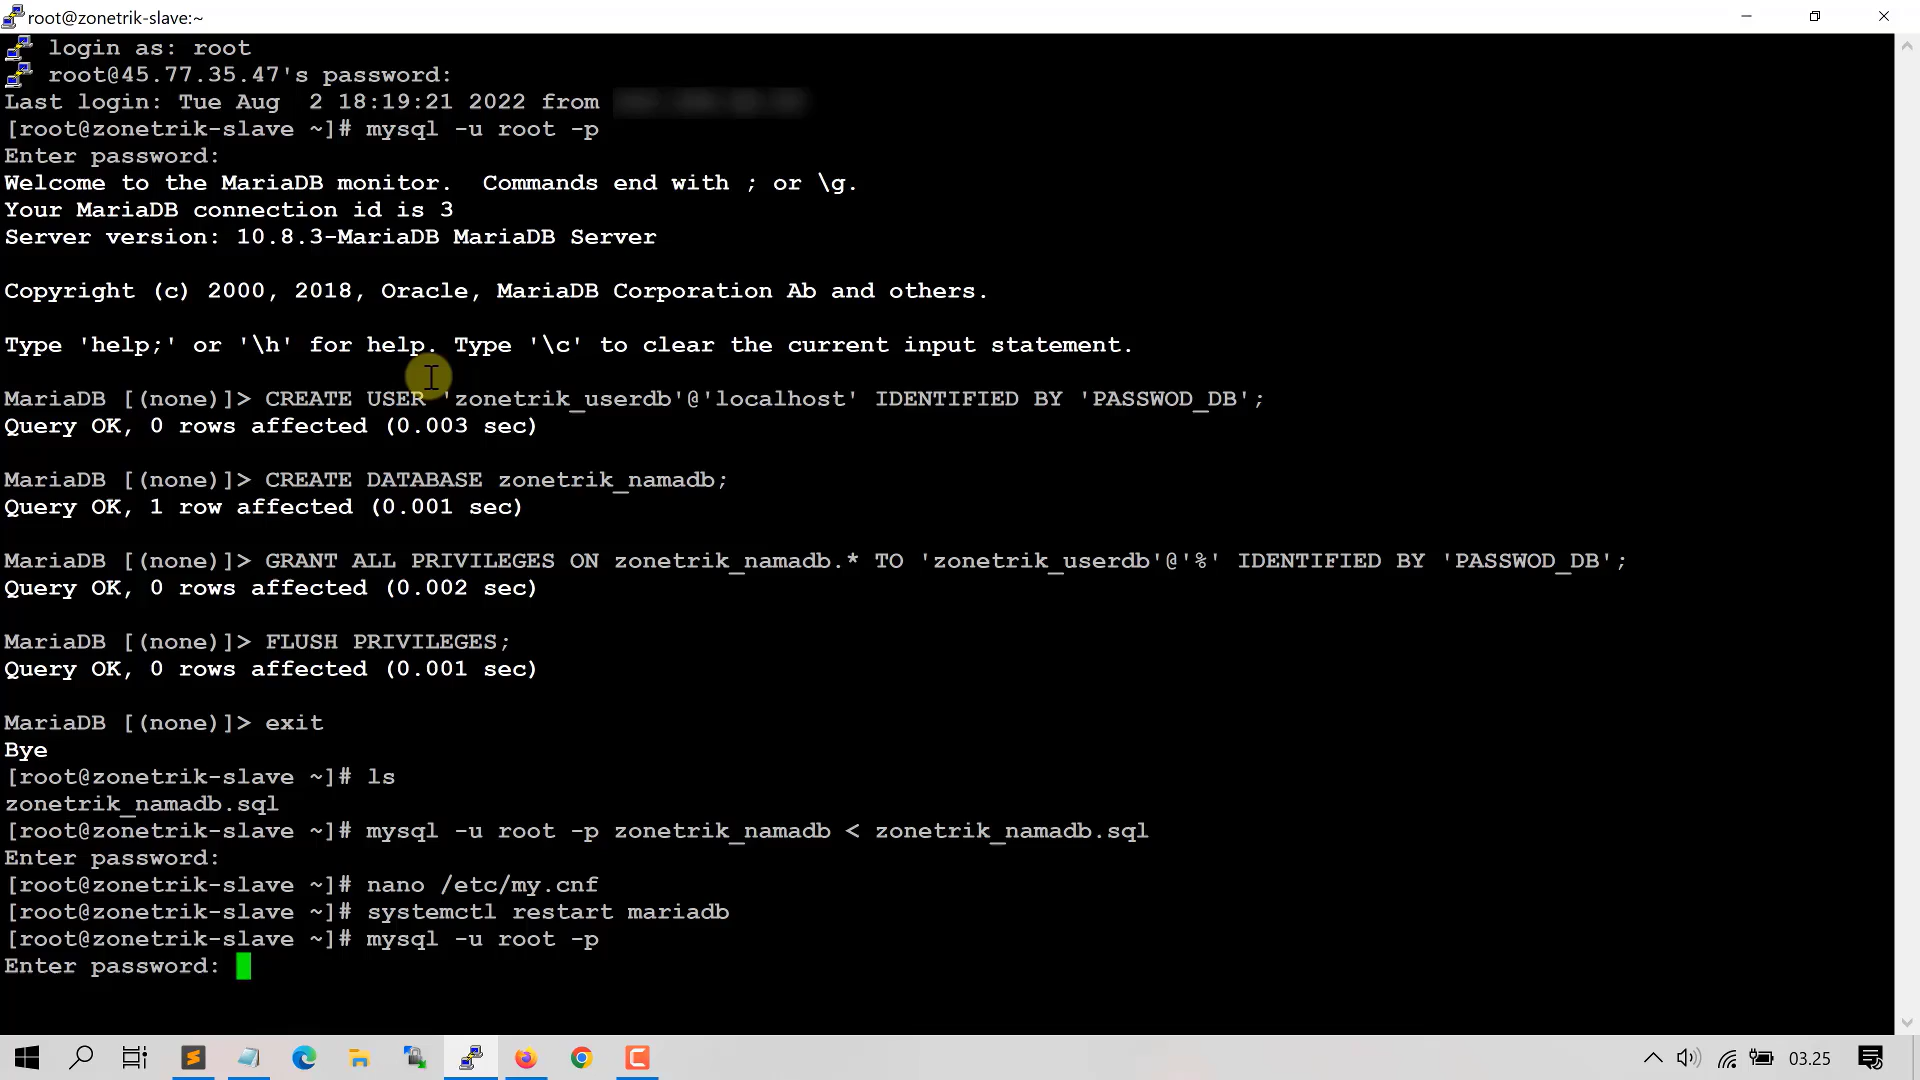 root@zonetrik-slave:~
login as: root
root@45.77.35.47's password:
Last login: Tue Aug  2 18:19:21 2022 from
[root@zonetrik-slave ~]# mysql -u root -p
Enter password:
Welcome to the MariaDB monitor.  Commands end with ; or \g.
Your MariaDB connection id is 3
Server version: 10.8.3-MariaDB MariaDB Server
Copyright (c) 2000, 2018, Oracle, MariaDB Corporation Ab and others.
Type 'help;' or '\h' for help. Type '\c' to clear the current input statement.
MariaDB [(none)]> CREATE USER 'zonetrik_userdb'@'localhost' IDENTIFIED BY 'PASSWOD_DB';
Query OK, 0 rows affected (0.003 sec)
MariaDB [(none)]> CREATE DATABASE zonetrik_namadb;
Query OK, 1 row affected (0.001 sec)
MariaDB [(none)]> GRANT ALL PRIVILEGES ON zonetrik_namadb.* TO 'zonetrik_userdb'@'%' IDENTIFIED BY 'PASSWOD_DB';
Query OK, 0 rows affected (0.002 sec)
MariaDB [(none)]> FLUSH PRIVILEGES;
Query OK, 0 rows affected (0.001 sec)
MariaDB [(none)]> exit
Bye
[root@zonetrik-slave ~]# ls
zonetrik_namadb.sql
[root@zonetrik-slave ~]# mysql -u root -p zonetrik_namadb < zonetrik_namadb.sql
Enter password:
[root@zonetrik-slave ~]# nano /etc/my.cnf
[root@zonetrik-slave ~]# systemctl restart mariadb
[root@zonetrik-slave ~]# mysql -u root -p
Enter password:
03.25